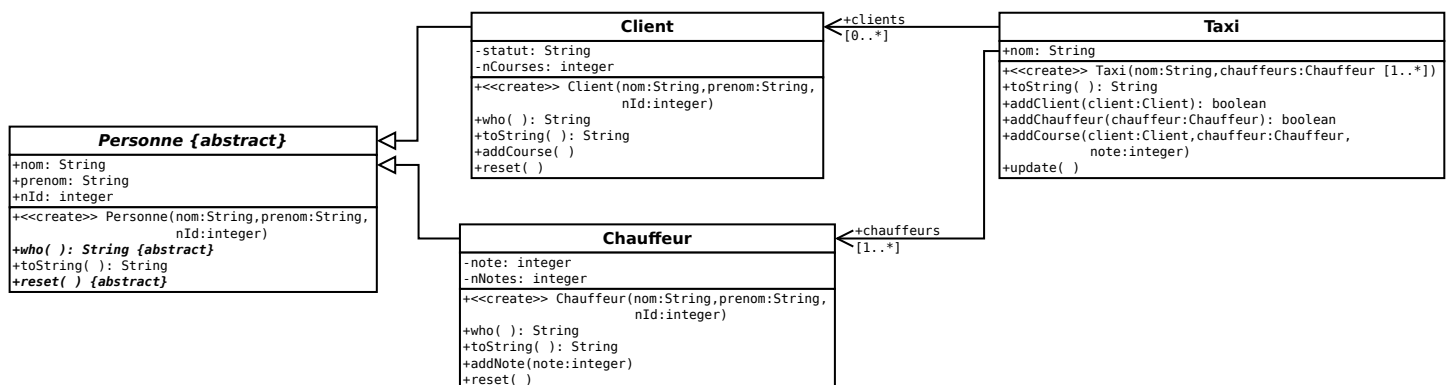 Personne {abstract}
+nom: String
+prenom: String
+nId: integer
+<<create>> Personne(nom:String,prenom:String,
nId:integer)
+who( ): String {abstract}
+toString( ): String
+reset( ) {abstract}
Client
-statut: String
-nCourses: integer
+<<create>> Client(nom:String,prenom:String,
nId:integer)
+who( ): String
+toString( ): String
+addCourse( )
+reset( )
Chauffeur
-note: integer
-nNotes: integer
+<<create>> Chauffeur(nom:String,prenom:String,
nId:integer)
+who( ): String
+toString( ): String
+addNote(note:integer)
+reset( )
+clients
[0..*]
+chauffeurs
[1..*]
Taxi
+nom: String
+<<create>> Taxi(nom:String,chauffeurs:Chauffeur [1..*])
+toString( ): String
+addClient(client:Client): boolean
+addChauffeur(chauffeur:Chauffeur): boolean
+addCourse(client:Client,chauffeur:Chauffeur,
note:integer)
+update( )